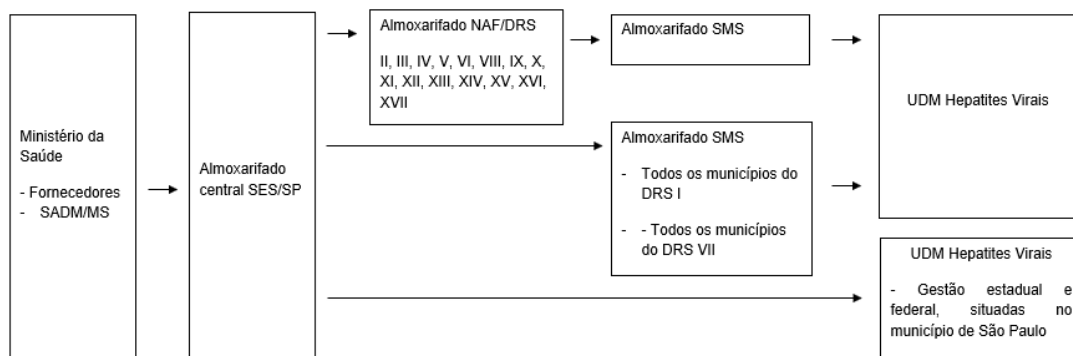 Ministério da
Saúde
- Fornecedores
- SADM/MS
Almoxarifado
central SES/SP
Almoxarifado NAF/DRS
II, III, IV, V, VI, VIII, IX, X,
XI, XII, XIII, XIV, XV, XVI,
XVII
Almoxarifado SMS
UDM Hepatites Virais
Almoxarifado SMS
- Todos os municípios do
DRS I
- - Todos os municípios
do DRS VII
UDM Hepatites Virais
- Gestão estadual e
federal, situadas no
município de São Paulo